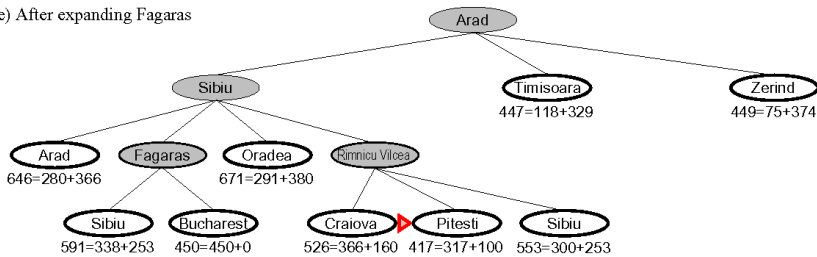 e) After expanding Fagaras
Arad
Sibiu
Timisoara
Zerind
447=118+329
449=75+374
Arad
Fagaras
Oradea
Rimnicu Vilcea
646=280+366
671=291+380
Sibiu
Bucharest
Craiova
Pitesti
Sibiu
591=338+253
450=450+0
526=366+160
417=317+100
553=300+253